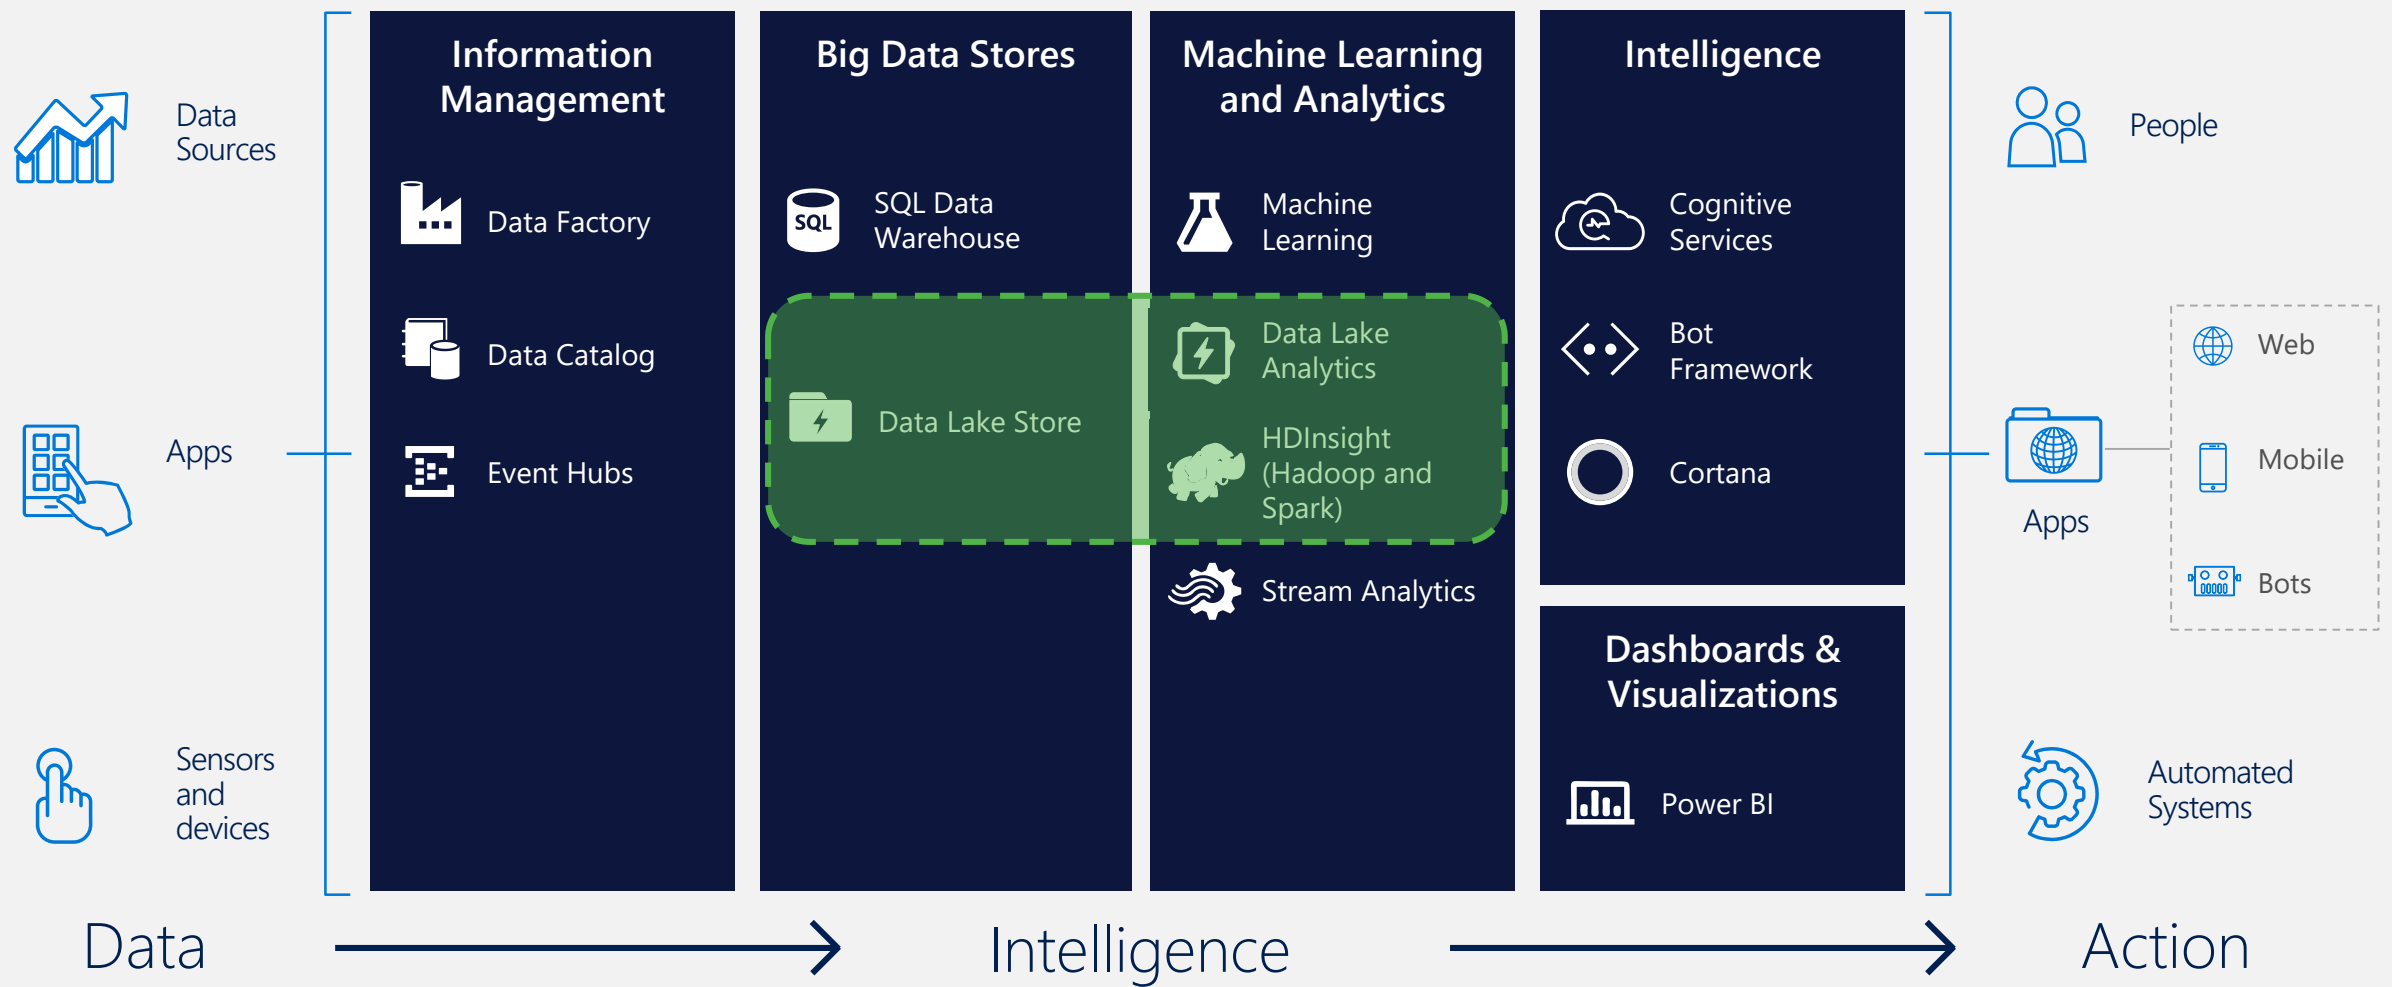 Data
Sources
Apps
Sensors
and
devices
Information
Management
Data Factory
Data Catalog
Event Hubs
Big Data Stores
SQL
SQL Data
Warehouse
Data Lake Store
Machine Learning
and Analytics
Machine
Learning
Data Lake
Analytics
HDInsight
(Hadoop and
Spark)
Stream Analytics
Intelligence
Cognitive
Services
Bot
Framework
Cortana
Dashboards &
Visualizations
Power BI
People
Apps
Web
Mobile
Bots
Automated
Systems
Data
Intelligence
Action